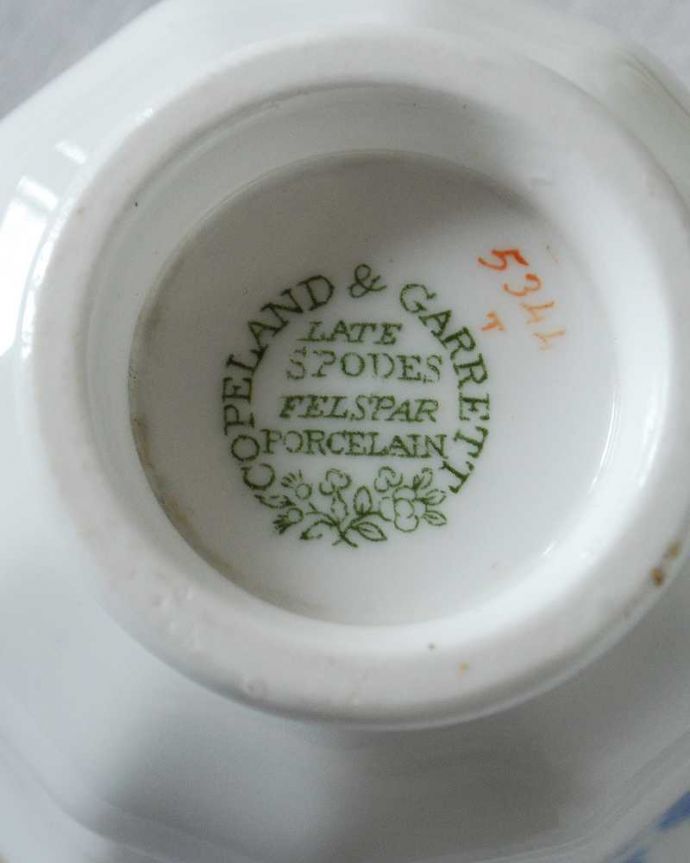 COPELAND & GARRETT
LATE
SPODES
FELSPAR
PORCELAIN
5344
T